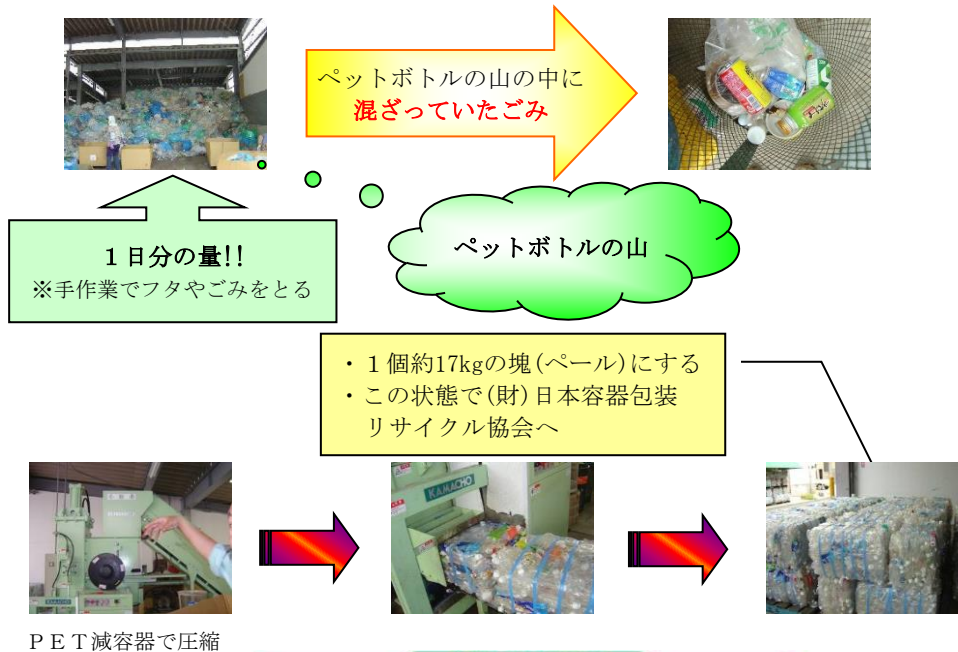 ペットボトルの山の中に
混ざっていたごみ
１日分の量!!
※手作業でフタやごみをとる
ペットボトルの山
・１個約17kgの塊(ペール)にする
・この状態で(財)日本容器包装
リサイクル協会へ
KAMACHO
ＰＥＴ減容器で圧縮